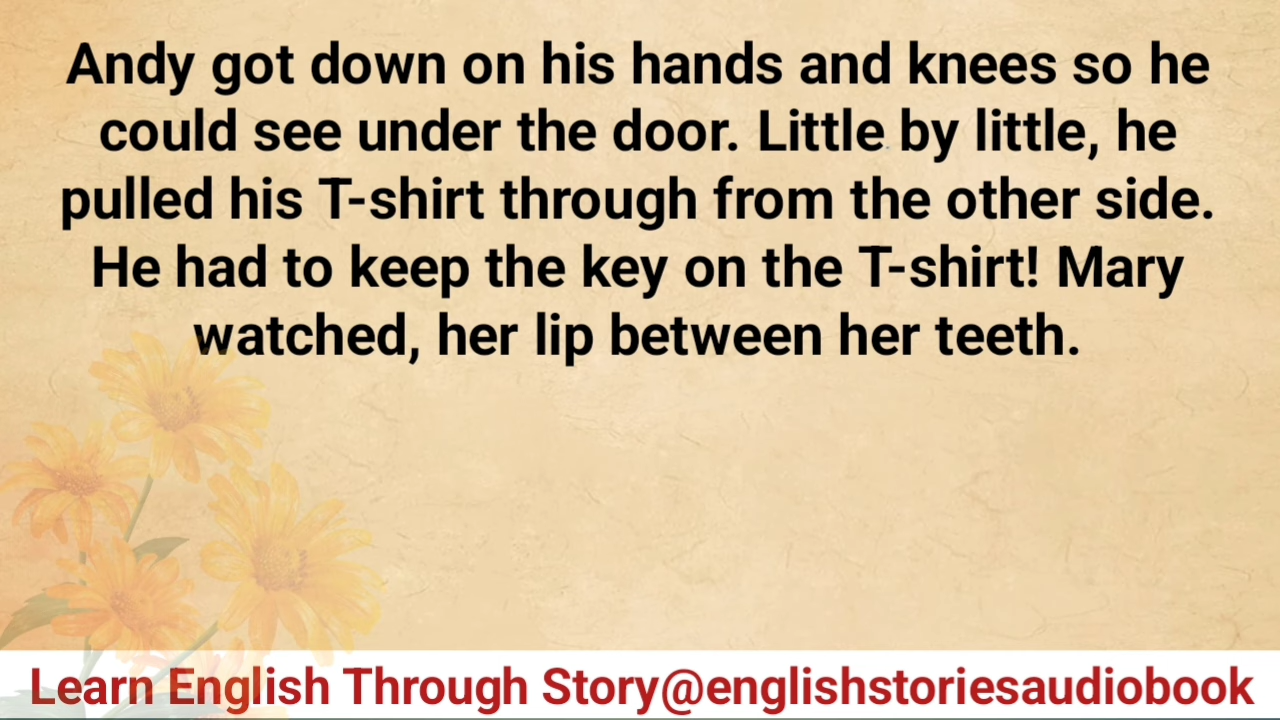 Andy got down on his hands and knees so he
could see under the door. Little by little, he
pulled his T-shirt through from the other side.
He had to keep the key on the T-shirt! Mary
watched, her lip between her teeth.
Learn English Through Story@englishstoriesaudiobook